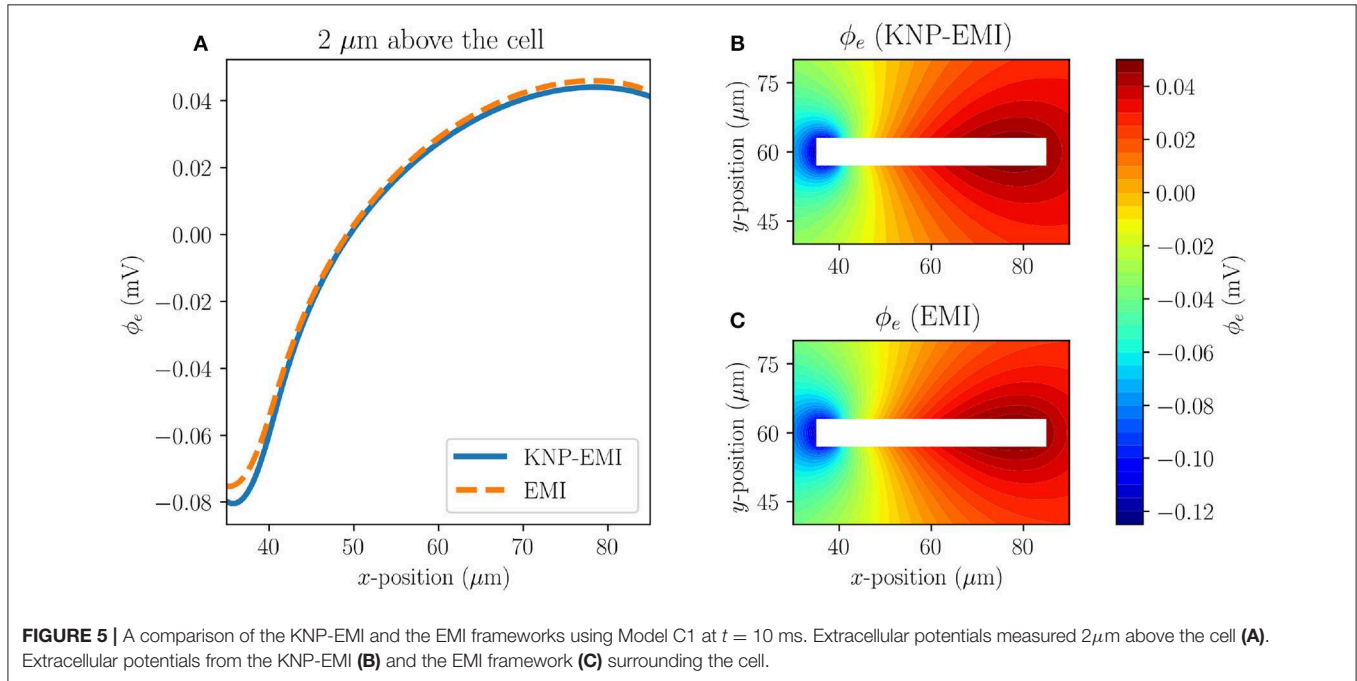 A
2 μm above the cell
0.04
0.02
0.00
−0.02
−0.04
−0.06
−0.08
ϕe (mV)
40
50
60
70
80
x-position (μm)
KNP-EMI
EMI
B
ϕe (KNP-EMI)
75
60
45
y-position (μm)
40
60
80
C
ϕe (EMI)
75
60
45
y-position (μm)
40
60
80
x-position (μm)
0.04
0.02
0.00
−0.02
−0.04
−0.06
−0.08
−0.10
−0.12
ϕe (mV)
FIGURE 5 | A comparison of the KNP-EMI and the EMI frameworks using Model C1 at t = 10 ms. Extracellular potentials measured 2μm above the cell (A).
Extracellular potentials from the KNP-EMI (B) and the EMI framework (C) surrounding the cell.